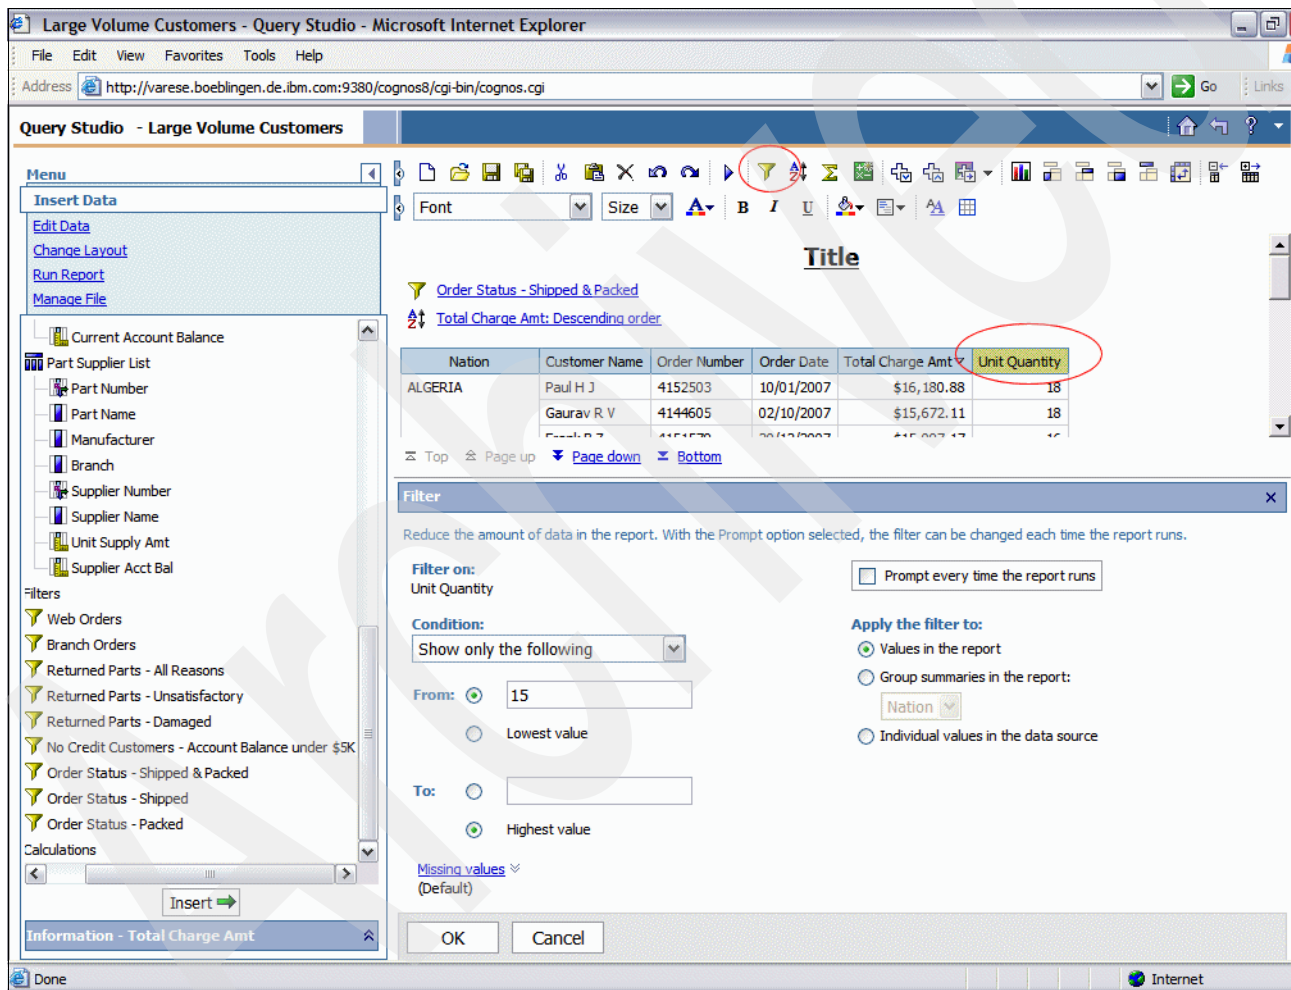 Large Volume Customers - Query Studio - Microsoft Internet Explorer
File Edit View Favorites Tools Help
Address http://varese.boeblingen.de.ibm.com:9380/cognos8/cgi-bin/cognos.cgi Go Links
Query Studio - Large Volume Customers
Menu
Insert Data
Edit Data
Change Layout
Run Report
Manage File
Current Account Balance
Part Supplier List
Part Number
Part Name
Manufacturer
Branch
Supplier Number
Supplier Name
Unit Supply Amt
Supplier Acct Bal
Filters
Web Orders
Branch Orders
Returned Parts - All Reasons
Returned Parts - Unsatisfactory
Returned Parts - Damaged
No Credit Customers - Account Balance under $5K
Order Status - Shipped & Packed
Order Status - Shipped
Order Status - Packed
Calculations
Insert
Information - Total Charge Amt
Font Size A B I U
Title
Order Status - Shipped & Packed
Total Charge Amt: Descending order
Nation Customer Name Order Number Order Date Total Charge Amt Unit Quantity
ALGERIA Paul H J 4152503 10/01/2007 $16,180.88 18
Gaurav R V 4144605 02/10/2007 $15,672.11 18
Top Page up Page down Bottom
Filter
Reduce the amount of data in the report. With the Prompt option selected, the filter can be changed each time the report runs.
Filter on:
Unit Quantity
Prompt every time the report runs
Condition:
Show only the following
Apply the filter to:
Values in the report
Group summaries in the report:
Nation
Individual values in the data source
From: 15
Lowest value
To:
Highest value
Missing values
(Default)
OK Cancel
Done Internet
Archived